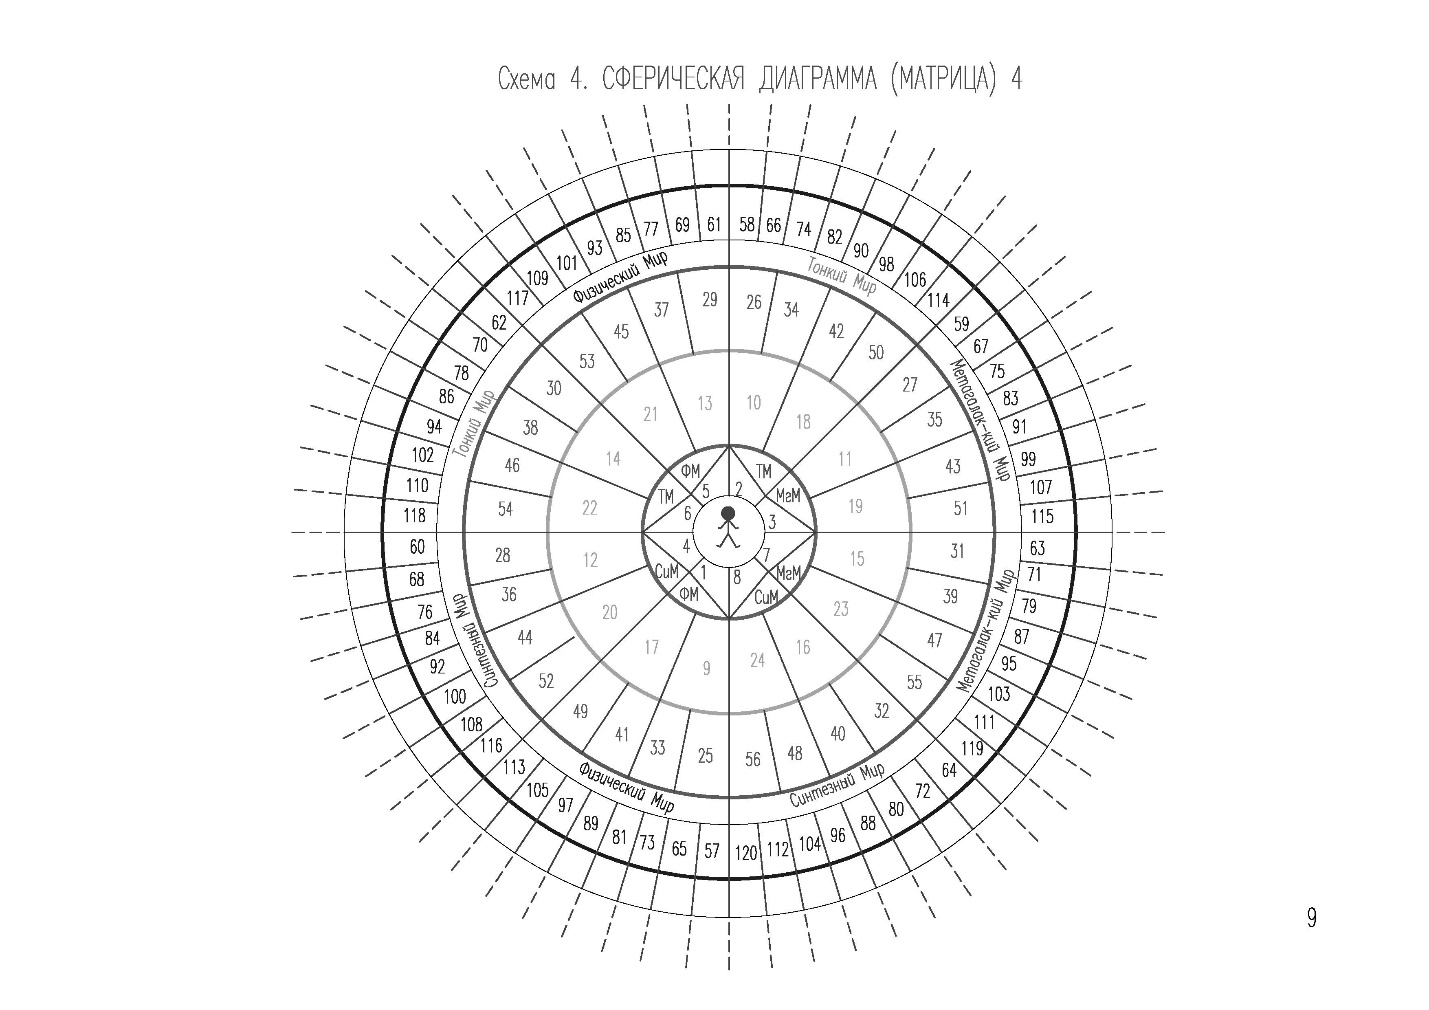 Схема 4. СФЕРИЧЕСКАЯ ДИАГРАММА (МАТРИЦА) 4
58 66 74 82 90 98 106 114
59 67 75 83 91 99 107 115
63 71 79 87 95 103 111 119
64 72 80 88 96 104 112 120
57 65 73 81 89 97 105 113
116 108 100 92 84 76 68 60
118 110 102 94 86 78 70 62
117 109 101 93 85 77 69 61
Тонкий Мир
Метагалак-кий Мир
Метагалак-кий Мир
Синтезный Мир
Физический Мир
Синтезный Мир
Тонкий Мир
Физический Мир
26 34 42 50
27 35 43 51
31 39 47 55
32 40 48 56
25 33 41 49
52 44 36 28
54 46 38 30
53 45 37 29
10 18
11 19
15 23
16 24
9 17
20 12
22 14
21 13
ТМ
МгМ
МгМ
СиМ
ФМ
СиМ
ТМ
ФМ
2 3 7 8 1 4 6 5
9